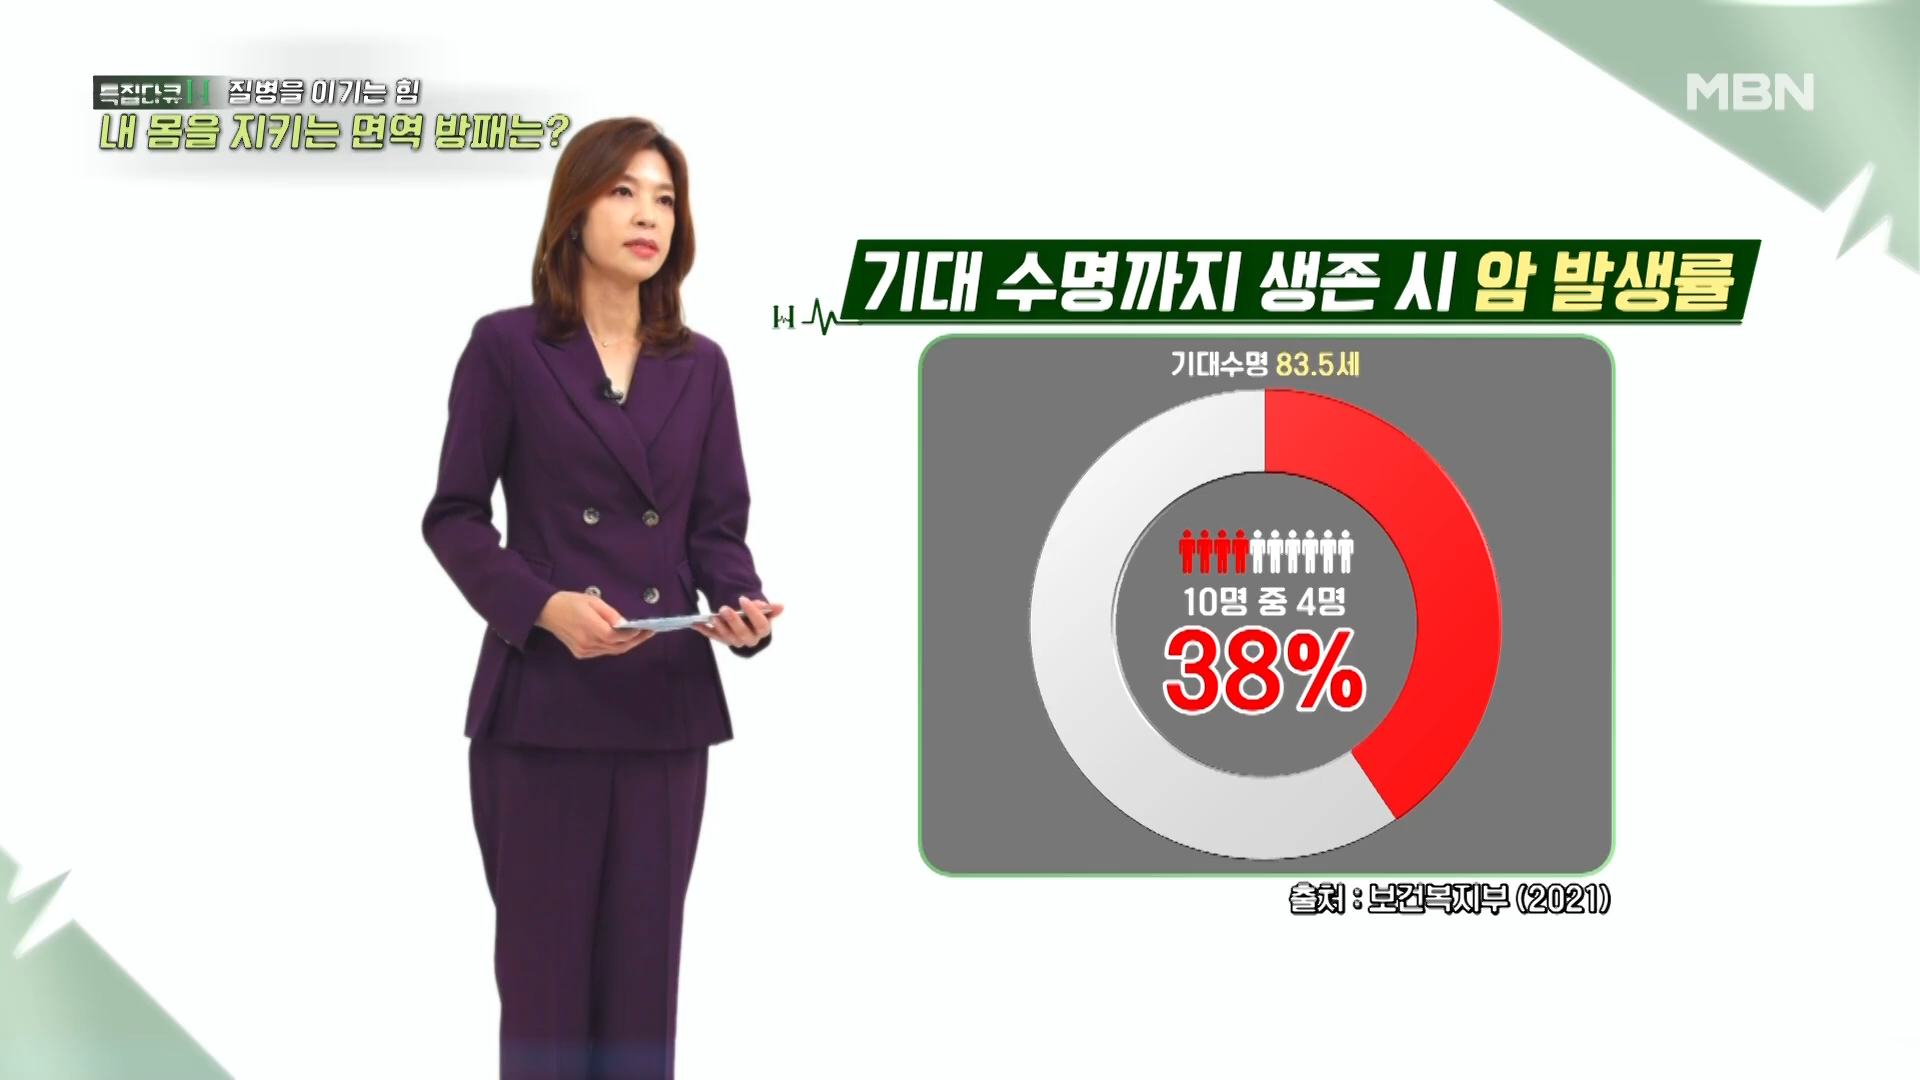 특집다큐 H 질병을 이기는 힘
내 몸을 지키는 면역 방패는?
MBN
H 기대 수명까지 생존 시 암 발생률
기대수명 83.5세
10명 중 4명
38%
출처 : 보건복지부 (2021)